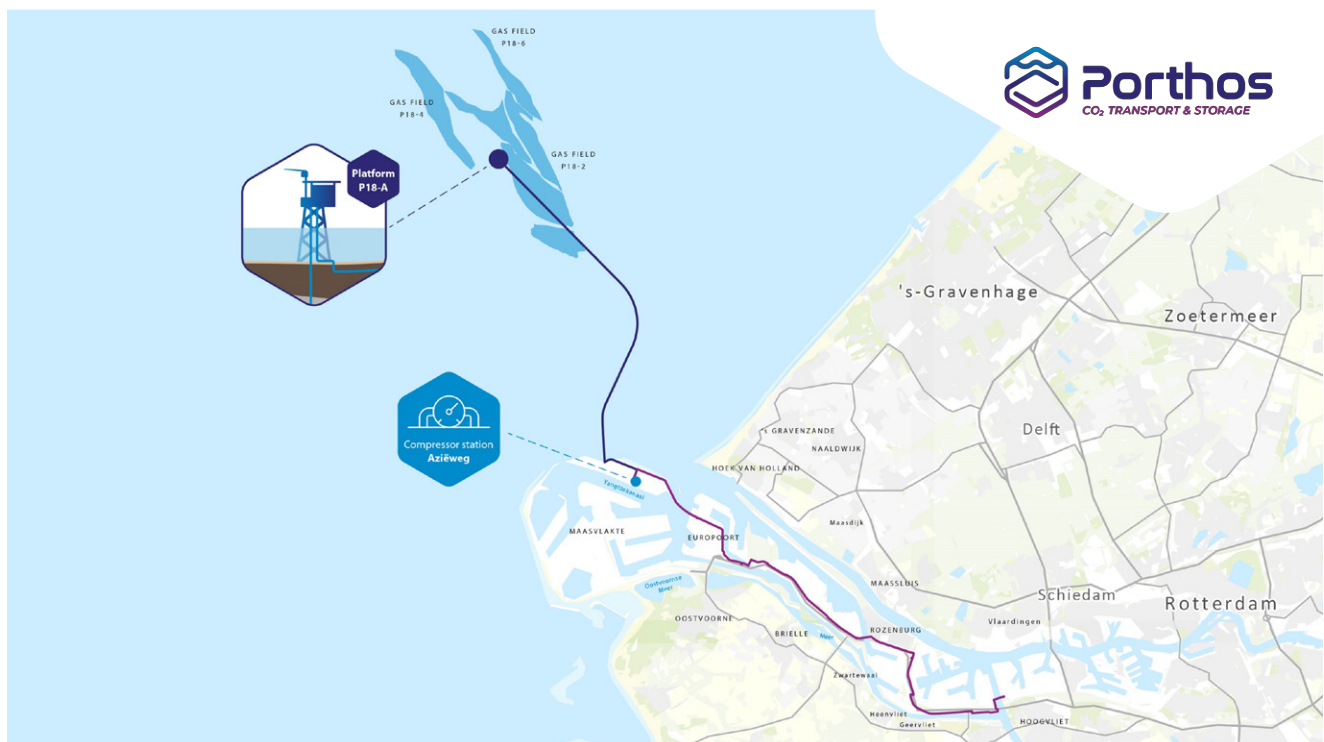 GAS FIELD
P18-6
Porthos
CO₂ TRANSPORT & STORAGE
GAS FIELD
P18-4
GAS FIELD
P18-2
Platform
P18-A
's-Gravenhage
Zoetermeer
Compressor station
Aziëweg
Delft
's GRAVENZANDE
NAALDWIJK
HOEK VAN HOLLAND
Yangtzekanaal
Maasdijk
MAASVLAKTE
EUROPOORT
MAASSLUIS
Oostvoornse
Meer
Schiedam
Rotterdam
OOSTVOORNE
Vlaardingen
BRIELLE
Meer
ROZENBURG
Zwartewaal
Heenvliet
Geervliet
HOOGVLIET